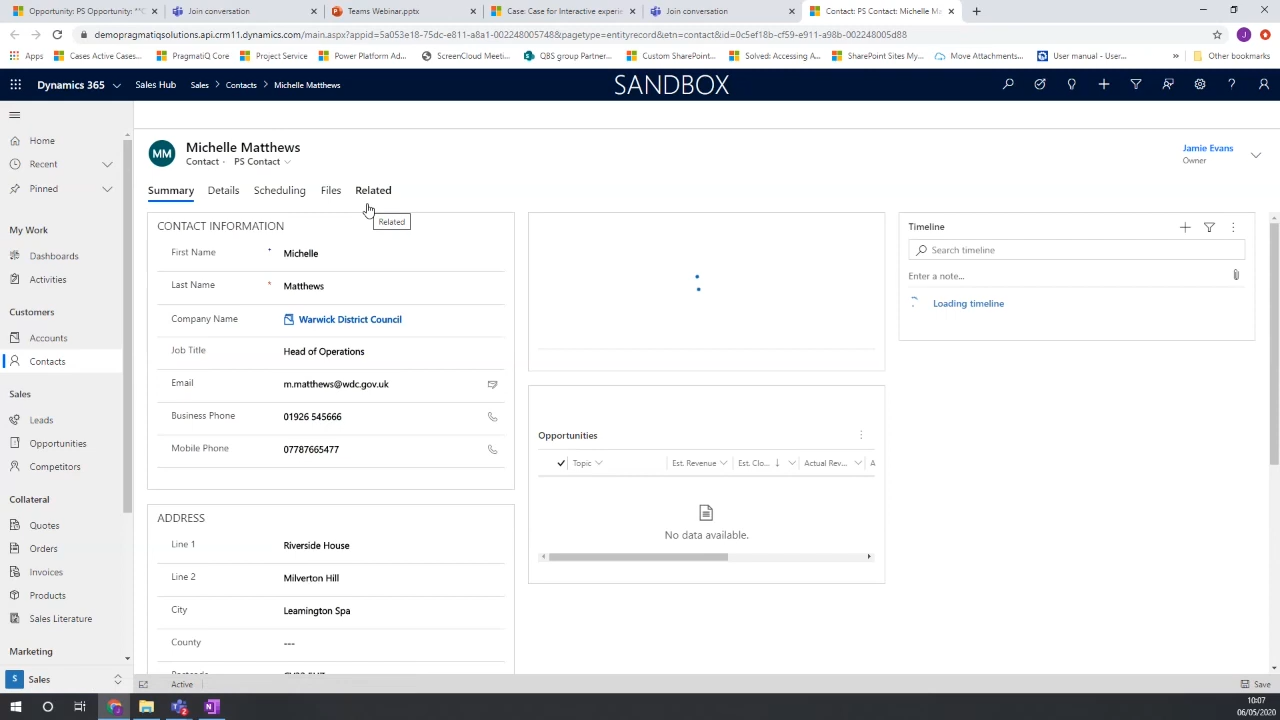 Opportunity: PS Opportunity: "*C
Join conversation
Teams Webinar.pptx
Case: Case for Interactive experie
Join conversation
Contact: PS Contact: Michelle Ma
demopragmatiqsolutions.api.crm11.dynamics.com/main.aspx?appid=5a053e18-75dc-e811-a8a1-002248005748&pagetype=entityrecord&etn=contact&id=0c5ef18b-cf59-e911-a98b-002248005d88
J
Apps
Cases Active Cases...
PragmatiQ Core
Project Service
Power Platform Ad...
ScreenCloud Meeti...
QBS group Partner...
Custom SharePoint...
Solved: Accessing A...
SharePoint Sites My...
Move Attachments...
User manual - User...
»
Other bookmarks
Dynamics 365
Sales Hub
Sales > Contacts > Michelle Matthews
SANDBOX
Home
Recent
Pinned
My Work
Dashboards
Activities
Customers
Accounts
Contacts
Sales
Leads
Opportunities
Competitors
Collateral
Quotes
Orders
Invoices
Products
Sales Literature
Marketing
S
Sales
MM
Michelle Matthews
Contact · PS Contact
Jamie Evans
Owner
Summary
Details
Scheduling
Files
Related
Related
CONTACT INFORMATION
First Name * Michelle
Last Name * Matthews
Company Name Warwick District Council
Job Title Head of Operations
Email m.matthews@wdc.gov.uk
Business Phone 01926 545666
Mobile Phone 07787665477
ADDRESS
Line 1 Riverside House
Line 2 Milverton Hill
City Leamington Spa
County ---
Opportunities
Topic
Est. Revenue
Est. Clo...
Actual Rev...
A
No data available.
Timeline
Search timeline
Enter a note...
Loading timeline
Active
Save
10:07
06/05/2020